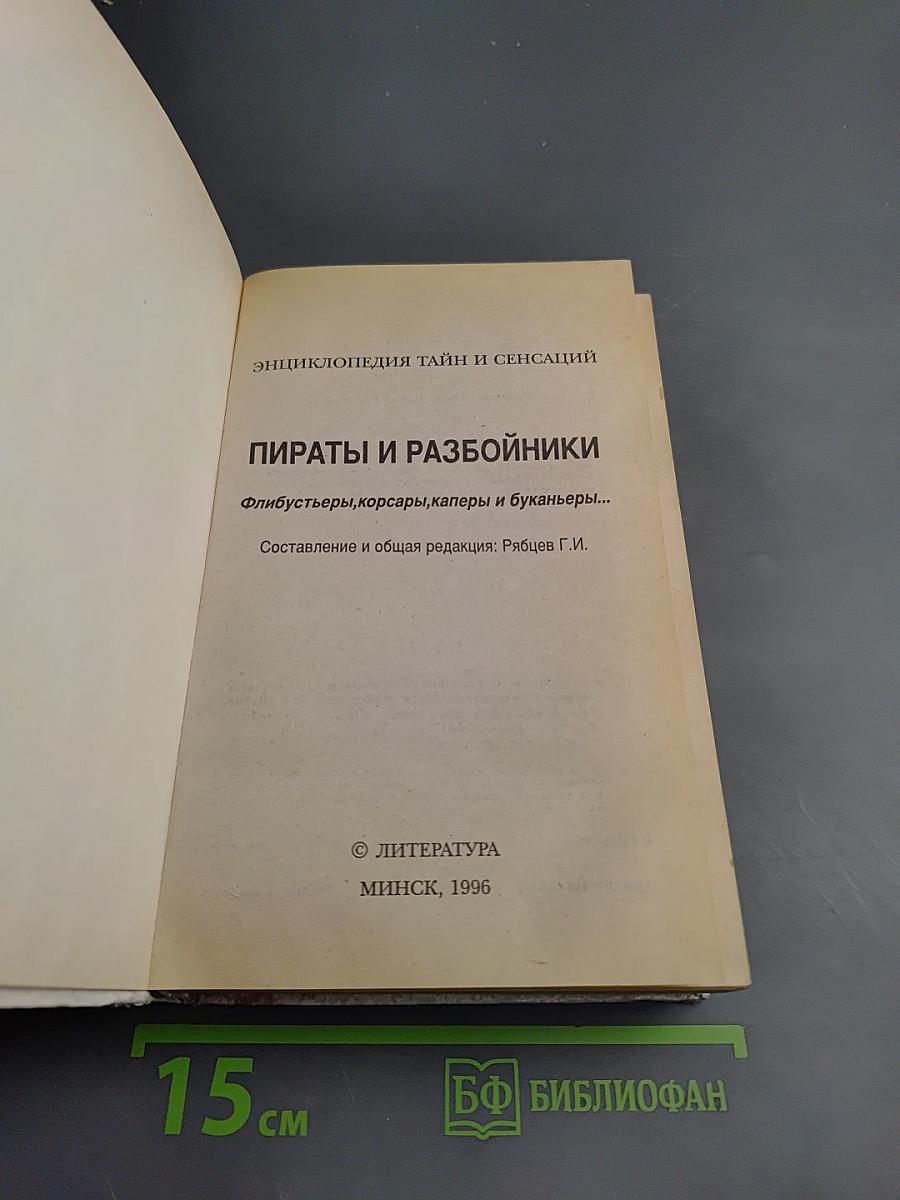 ЭНЦИКЛОПЕДИЯ ТАЙН И СЕНСАЦИЙ
ПИРАТЫ И РАЗБОЙНИКИ
Флибустьеры,корсары,каперы и буканьеры...
Составление и общая редакция: Рябцев Г.И.
© ЛИТЕРАТУРА
МИНСК, 1996
15 см
БФ БИБЛИОФАН